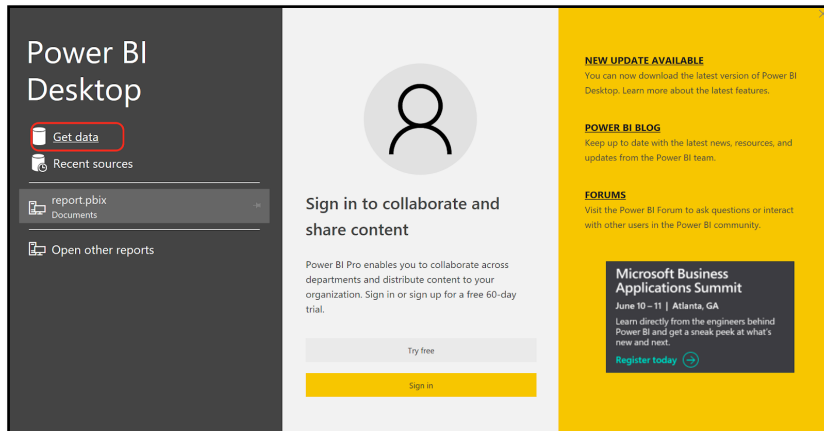 Power BI
Desktop
Get data
Recent sources
report.pbix
Documents
Open other reports
Sign in to collaborate and
share content
Power BI Pro enables you to collaborate across
departments and distribute content to your
organization. Sign in or sign up for a free 60-day
trial.
Try free
Sign in
NEW UPDATE AVAILABLE
You can now download the latest version of Power BI
Desktop. Learn more about the latest features.
POWER BI BLOG
Keep up to date with the latest news, resources, and
updates from the Power BI team.
FORUMS
Visit the Power BI Forum to ask questions or interact
with other users in the Power BI community.
Microsoft Business
Applications Summit
June 10 – 11 | Atlanta, GA
Learn directly from the engineers behind
Power BI and get a sneak peek at what's
new and next.
Register today